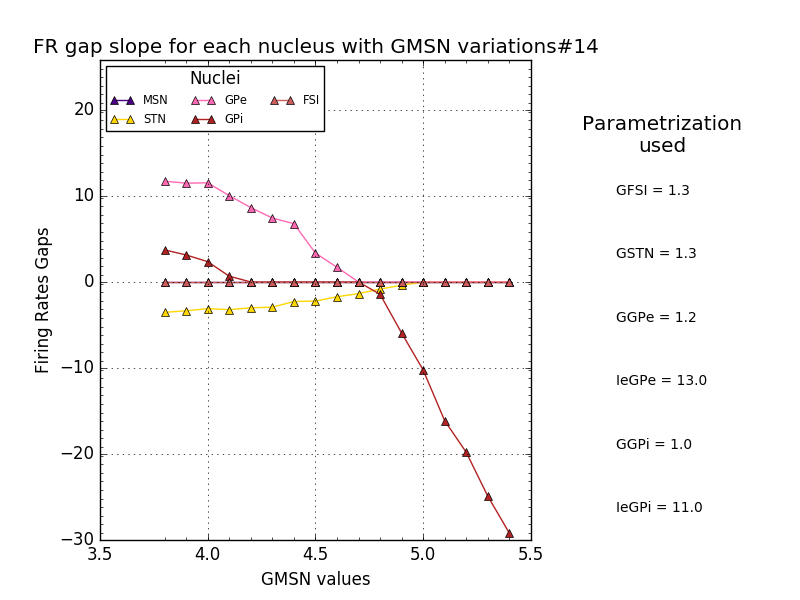 FR gap slope for each nucleus with GMSN variations#14
Nuclei
MSN GPe FSI
STN GPi
20
10
0
−10
−20
−30
Firing Rates Gaps
3.5 4.0 4.5 5.0 5.5
GMSN values
Parametrization
used
GFSI = 1.3
GSTN = 1.3
GGPe = 1.2
IeGPe = 13.0
GGPi = 1.0
IeGPi = 11.0